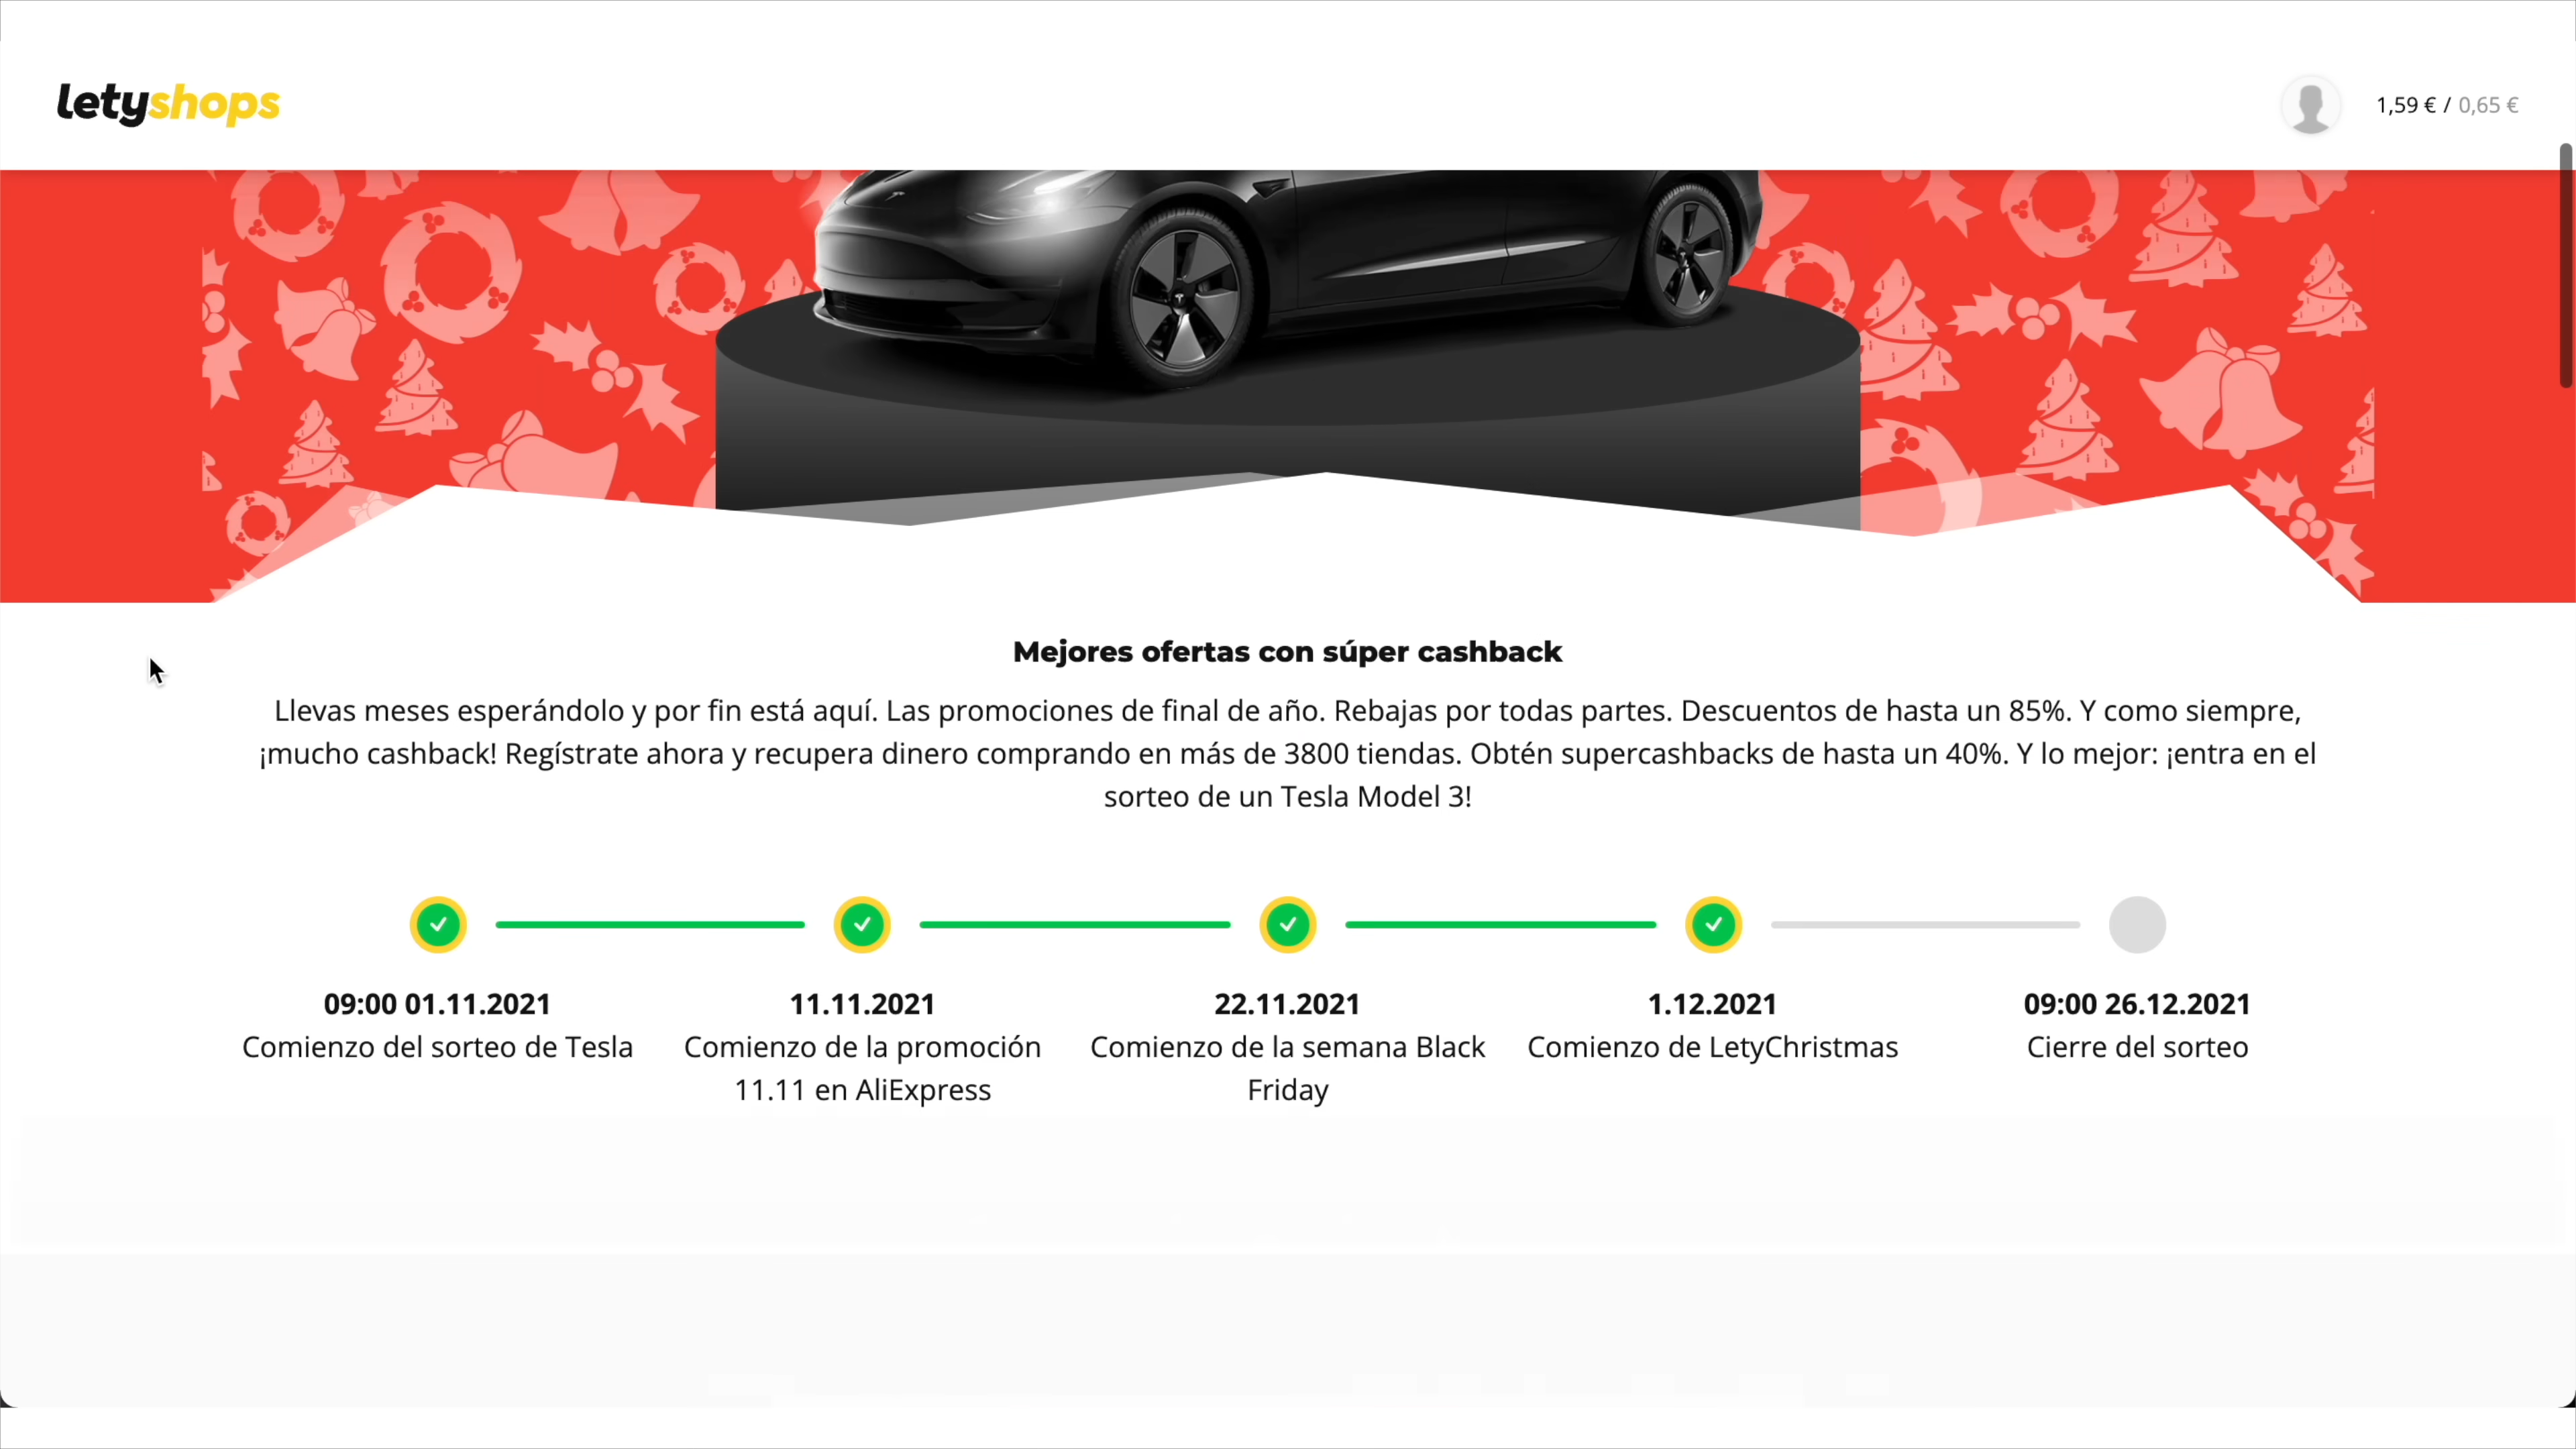 letyshops
1,59 € / 0,65 €
Mejores ofertas con súper cashback
Llevas meses esperándolo y por fin está aquí. Las promociones de final de año. Rebajas por todas partes. Descuentos de hasta un 85%. Y como siempre,
¡mucho cashback! Regístrate ahora y recupera dinero comprando en más de 3800 tiendas. Obtén supercashbacks de hasta un 40%. Y lo mejor: ¡entra en el
sorteo de un Tesla Model 3!
09:00 01.11.2021
Comienzo del sorteo de Tesla
11.11.2021
Comienzo de la promoción
11.11 en AliExpress
22.11.2021
Comienzo de la semana Black
Friday
1.12.2021
Comienzo de LetyChristmas
09:00 26.12.2021
Cierre del sorteo